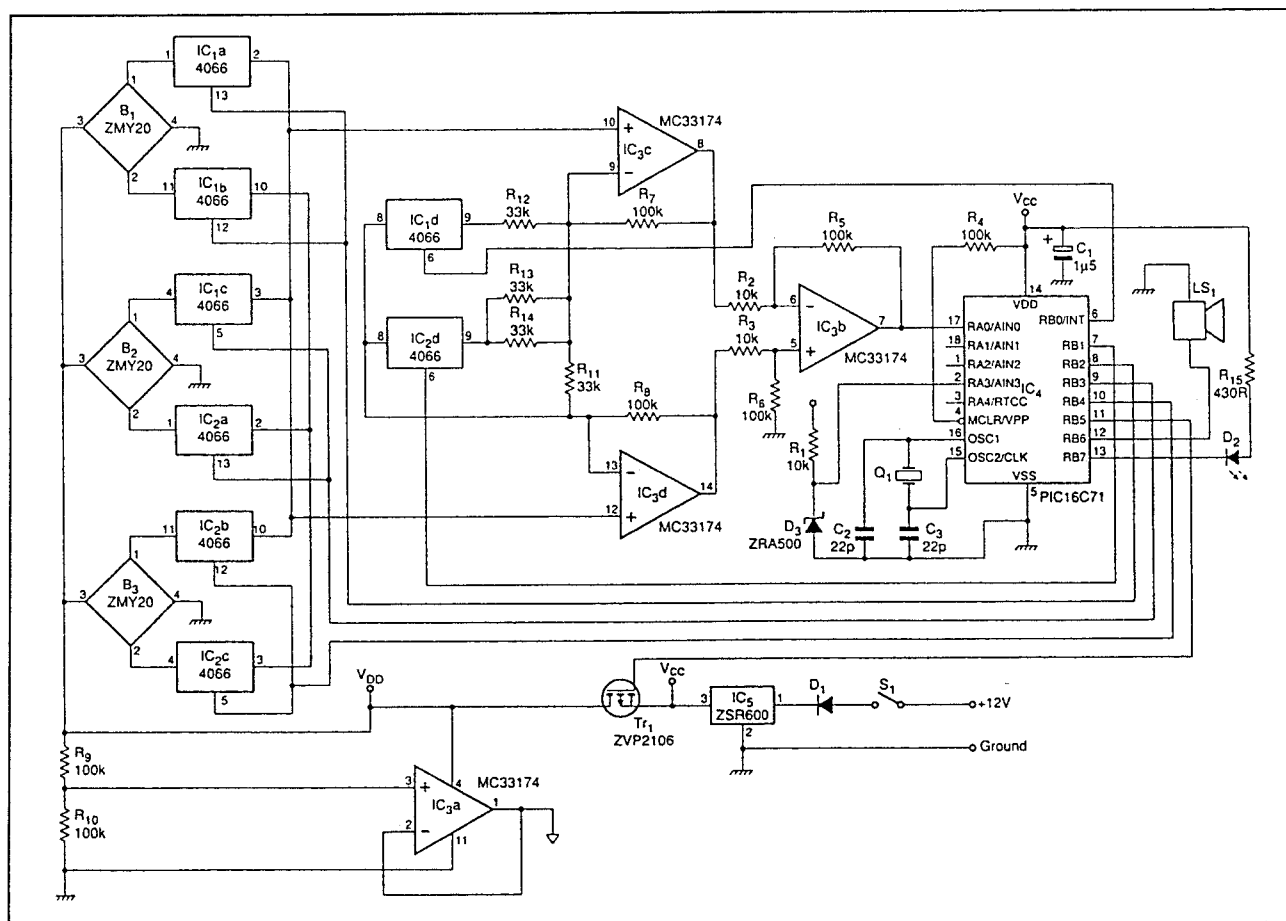 1 IC1a 4066 2
13
1
3 B1 ZMY20 4
2
11 IC1b 4066 10
12
4 IC1c 4066 3
5
1
3 B2 ZMY20 4
2
1 IC2a 4066 2
13
11 IC2b 4066 10
12
1
3 B3 ZMY20 4
2
4 IC2c 4066 3
5
R9 100k
R10 100k
8 IC1d 4066 9
6
R12 33k
R13 33k
R14 33k
8 IC2d 4066 9
6
R11 33k
MC33174
10 + IC3c 8
9 −
R7 100k
R8 100k
13 − IC3d 14
12 +
MC33174
R2 10k
R3 10k
R5 100k
6 − IC3b 7
5 +
MC33174
R6 100k
R1 10k
D3 ZRA500
C2 22p
C3 22p
Q1
R4 100k
VCC
+ C1 1µ5
14 VDD
17 RA0/AIN0
18 RA1/AIN1
1 RA2/AIN2
2 RA3/AIN3
3 RA4/RTCC
4 MCLR/VPP
16 OSC1
15 OSC2/CLK
IC4
RB0/INT 6
RB1 7
RB2 8
RB3 9
RB4 10
RB5 11
RB6 12
RB7 13
VSS 5
PIC16C71
LS1
R15 430R
D2
VDD
Tr1 ZVP2106
VCC
3 IC5 ZSR600 1
2
D1
S1
+12V
Ground
MC33174
3 + IC3a 1
2 −
4
11